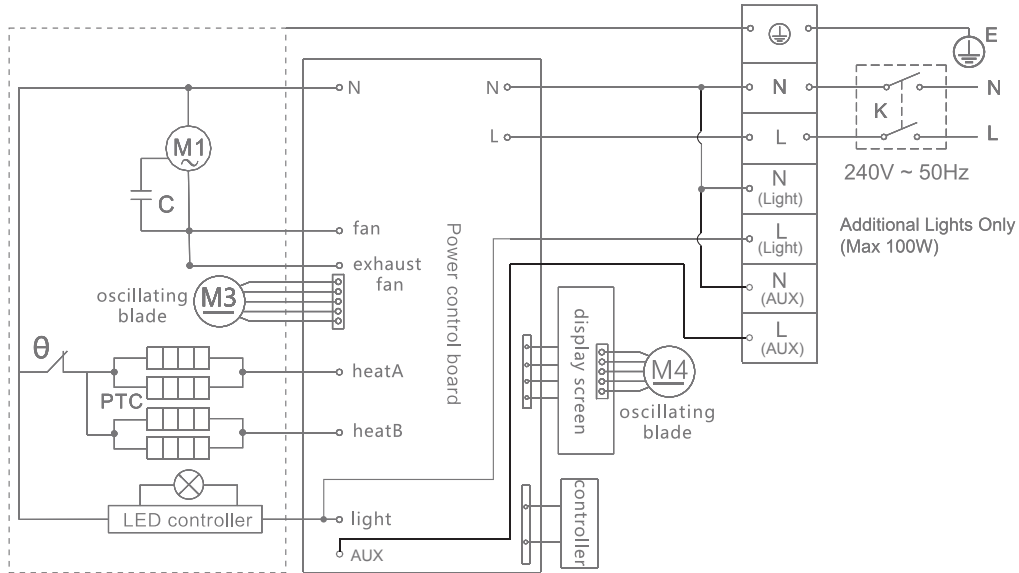 E
N
N
N
N
M1
K
L
L
L
240V ~ 50Hz
N
(Light)
C
Additional Lights Only
(Max 100W)
fan
L
(Light)
Power control board
exhaust
fan
oscillating
blade
M3
N
(AUX)
L
(AUX)
display screen
θ
PTC
heatA
M4
oscillating
blade
heatB
controller
LED controller
light
AUX